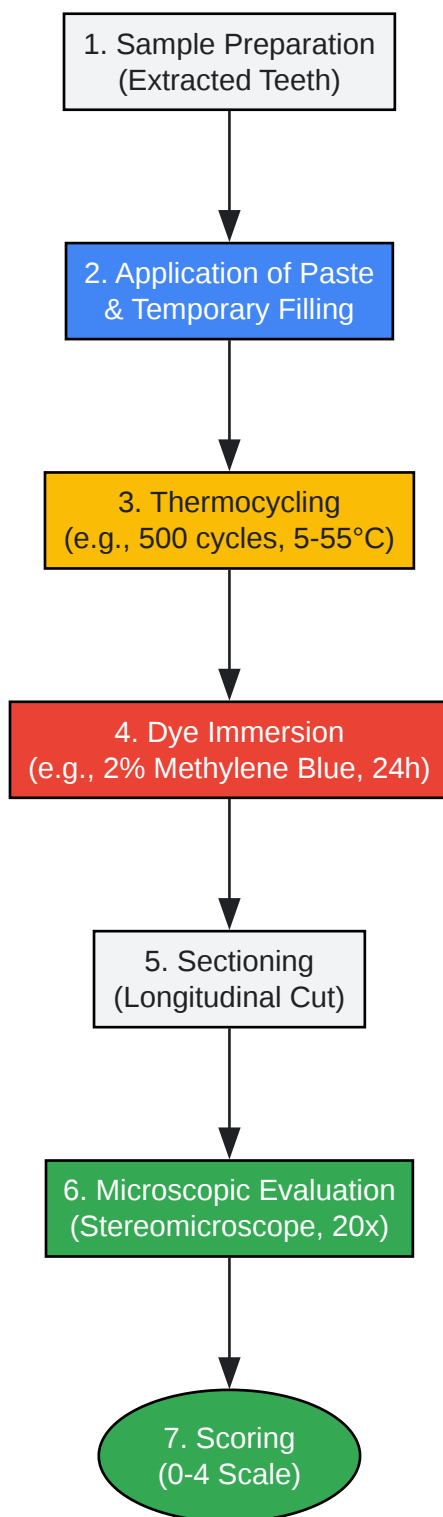 1. Sample Preparation
(Extracted Teeth)
2. Application of Paste
& Temporary Filling
3. Thermocycling
(e.g., 500 cycles, 5-55°C)
4. Dye Immersion
(e.g., 2% Methylene Blue, 24h)
5. Sectioning
(Longitudinal Cut)
6. Microscopic Evaluation
(Stereomicroscope, 20x)
7. Scoring
(0-4 Scale)